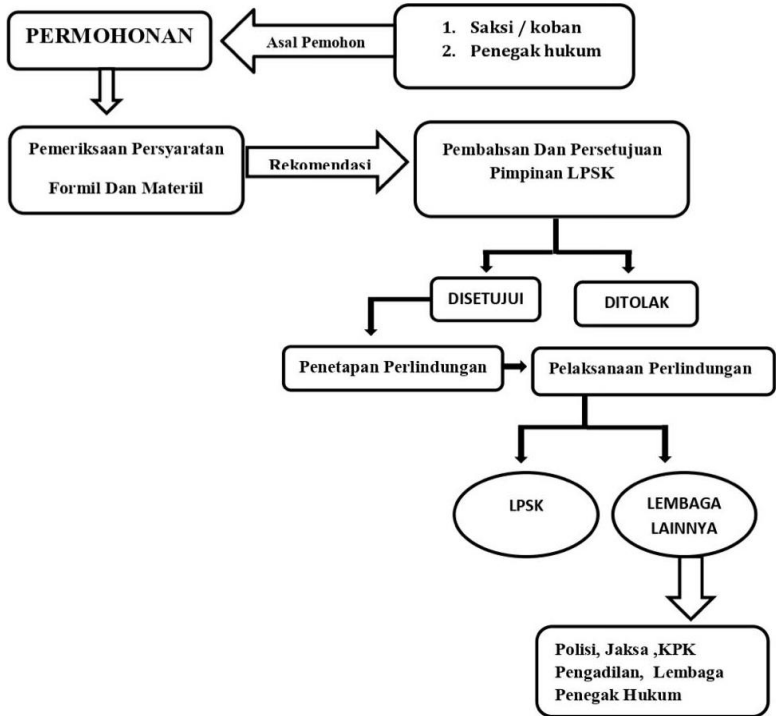 PERMOHONAN
Asal Pemohon
1. Saksi / koban
2. Penegak hukum
Pemeriksaan Persyaratan
Formil Dan Materiil
Rekomendasi
Pembahsan Dan Persetujuan
Pimpinan LPSK
DISETUJUI
DITOLAK
Penetapan Perlindungan
Pelaksanaan Perlindungan
LPSK
LEMBAGA
LAINNYA
Polisi, Jaksa ,KPK
Pengadilan, Lembaga
Penegak Hukum